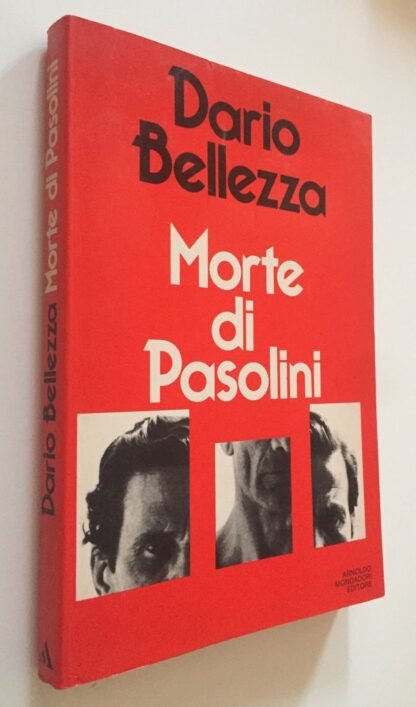 Dario
Bellezza
Morte
di
Pasolini
ARNOLDO
MONDADORI
EDITORE
Dario Bellezza Morte di Pasolini